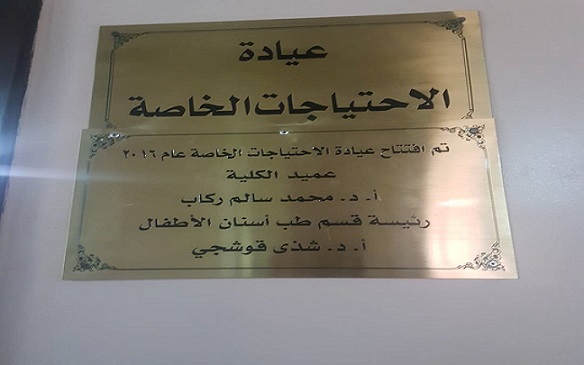 عيادة
الاحتياجات الخاصة
تم افتتاح عيادة الاحتياجات الخاصة عام ٢٠١٦
عميد الكلية
أ.د. محمد سالم ركاب
رئيسة قسم طب أسنان الأطفال
أ.د. شذى قوشجي